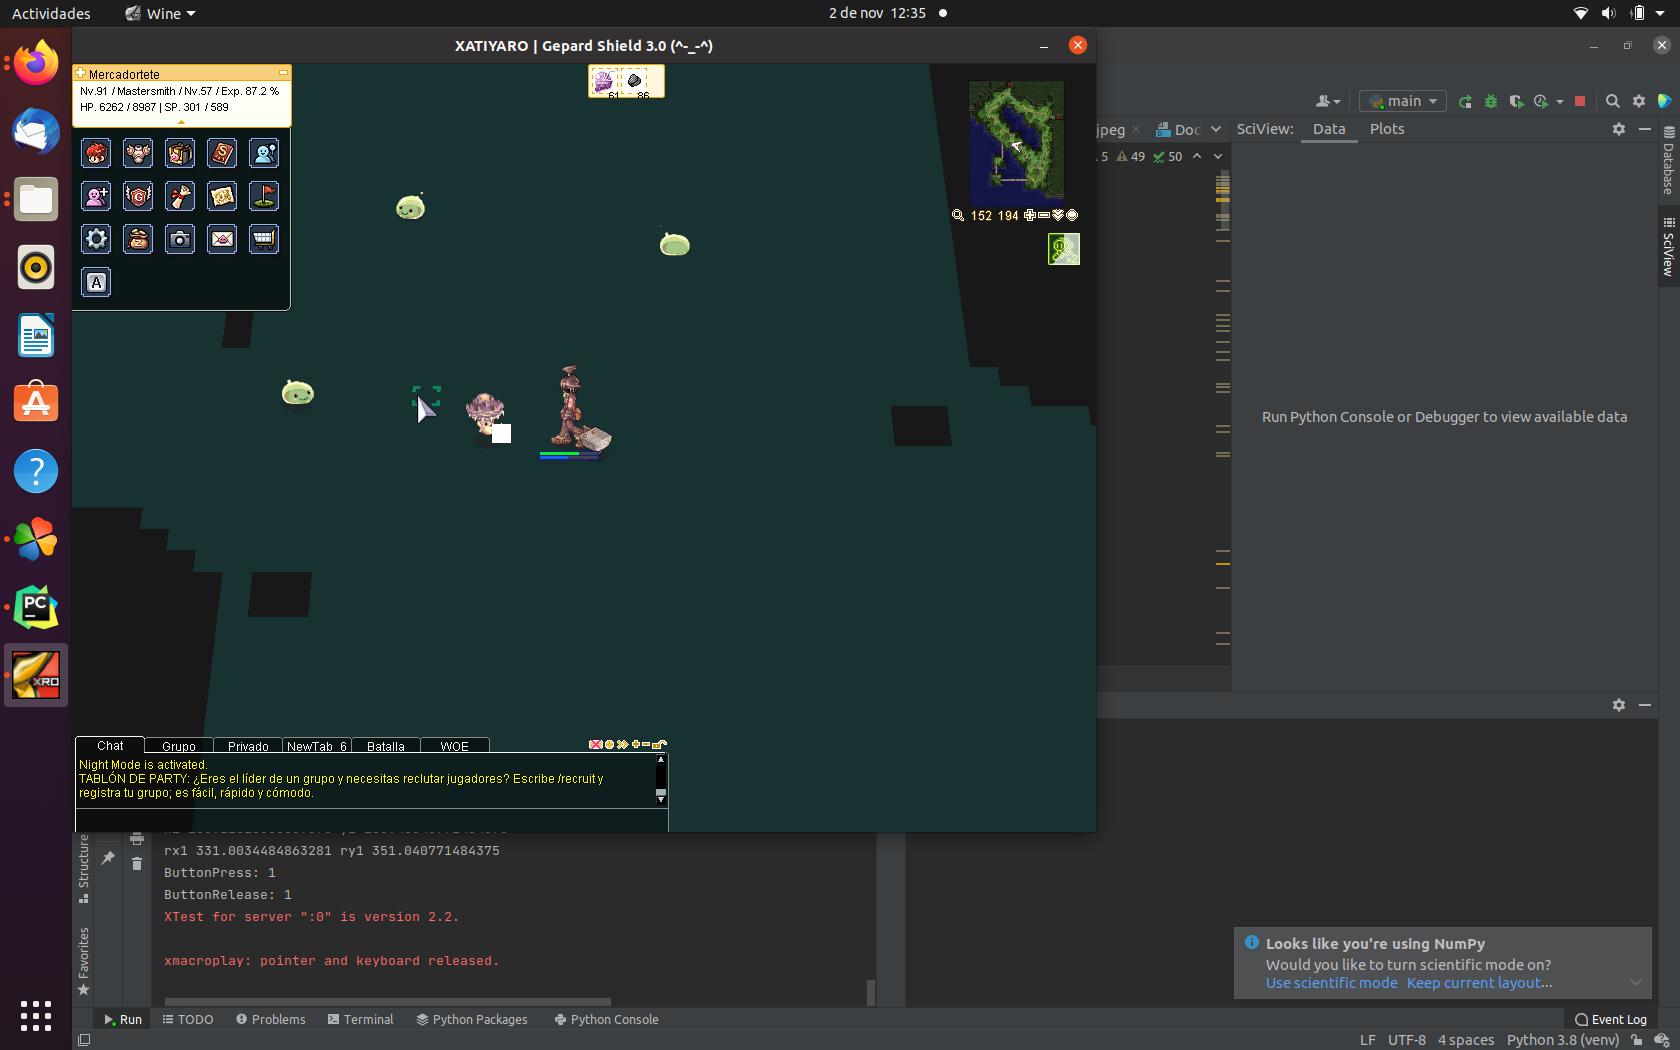 Actividades
Wine
2 de nov 12:35
XATIYARO | Gepard Shield 3.0 (^-_-^)
Mercadortete
Nv.91 / Mastersmith / Nv.57 / Exp. 87.2 %
HP. 6262 / 8987 | SP. 301 / 589
61
86
152 194
S
G
A
XRO
PC
main
jpeg
Doc
SciView:
Data
Plots
5
49
50
Database
SciView
Run Python Console or Debugger to view available data
Chat
Grupo
Privado
NewTab_6
Batalla
WOE
Night Mode is activated.
TABLÓN DE PARTY: ¿Eres el líder de un grupo y necesitas reclutar jugadores? Escribe /recruit y
registra tu grupo; es fácil, rápido y cómodo.
rx1 331.0034484863281 ry1 351.040771484375
ButtonPress: 1
ButtonRelease: 1
XTest for server ":0" is version 2.2.
xmacroplay: pointer and keyboard released.
Structure
Favorites
Looks like you're using NumPy
Would you like to turn scientific mode on?
Use scientific mode Keep current layout...
Run
TODO
Problems
Terminal
Python Packages
Python Console
Event Log
LF UTF-8 4 spaces Python 3.8 (venv)